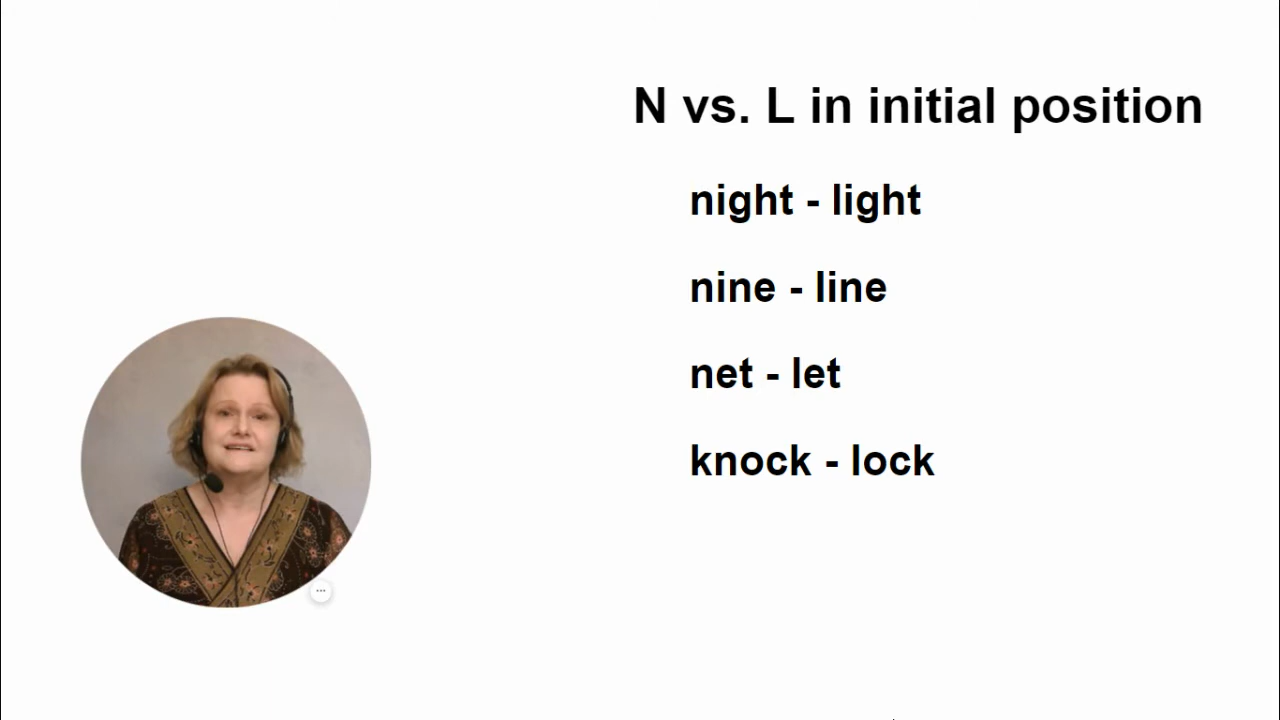 N vs. L in initial position
night - light
nine - line
net - let
knock - lock